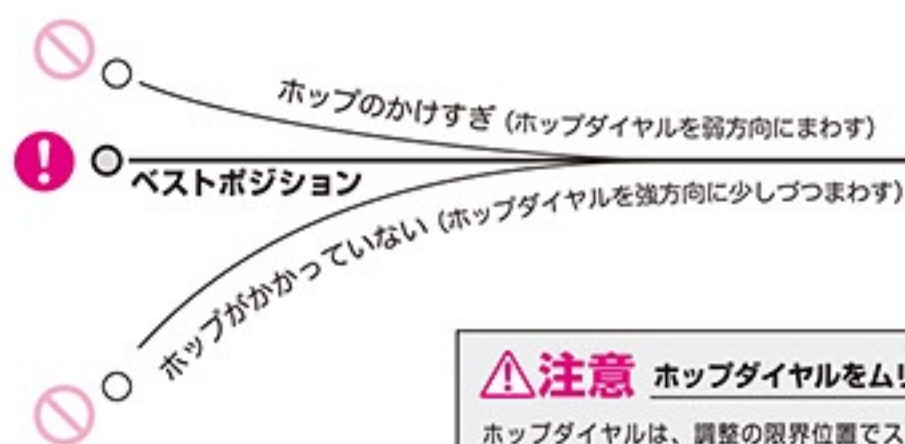 ホップのかけすぎ（ホップダイヤルを弱方向にまわす）
ベストポジション
ホップがかかっていない（ホップダイヤルを強方向に少しづつまわす）
注意 ホップダイヤルをム
ホップダイヤルは、調整の限界位置でス